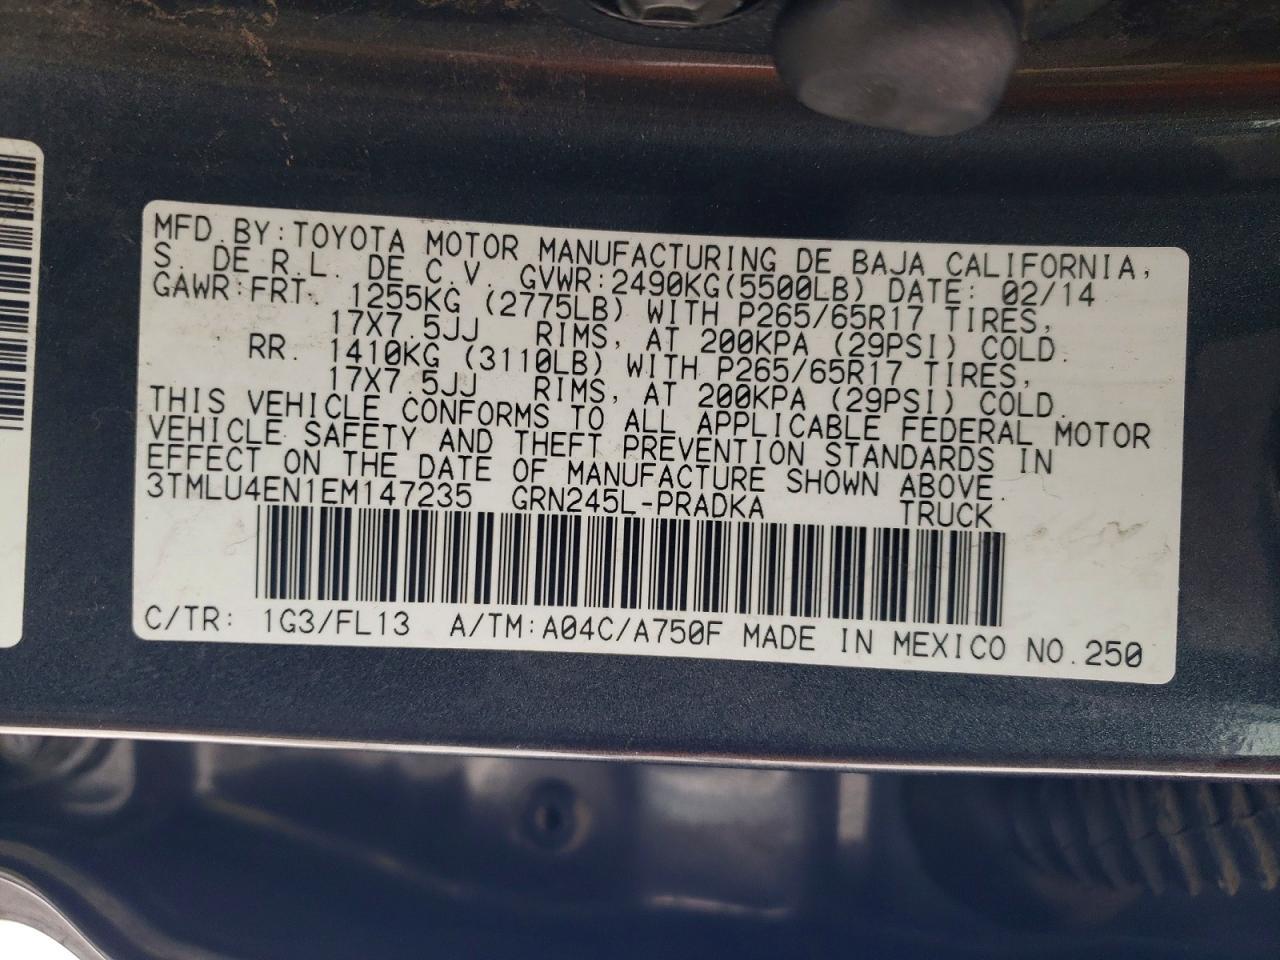 MFD.BY:TOYOTA MOTOR MANUFACTURING DE BAJA CALIFORNIA,
S. DE R.L. DE C.V. GVWR:2490KG(5500LB) DATE: 02/14
GAWR:FRT. 1255KG (2775LB) WITH P265/65R17 TIRES,
17X7.5JJ RIMS, AT 200KPA (29PSI) COLD.
RR. 1410KG (3110LB) WITH P265/65R17 TIRES,
17X7.5JJ RIMS, AT 200KPA (29PSI) COLD.
THIS VEHICLE CONFORMS TO ALL APPLICABLE FEDERAL MOTOR
VEHICLE SAFETY AND THEFT PREVENTION STANDARDS IN
EFFECT ON THE DATE OF MANUFACTURE SHOWN ABOVE.
3TMLU4EN1EM147235 GRN245L-PRADKA TRUCK
C/TR: 1G3/FL13 A/TM:A04C/A750F MADE IN MEXICO NO.250